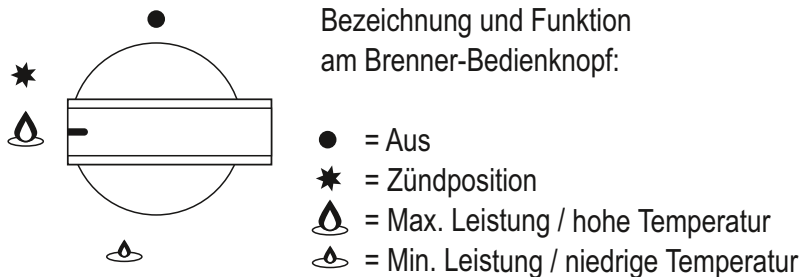 Bezeichnung und Funktion
am Brenner-Bedienknopf:
= Aus
= Zündposition
= Max. Leistung / hohe Temperatur
= Min. Leistung / niedrige Temperatur